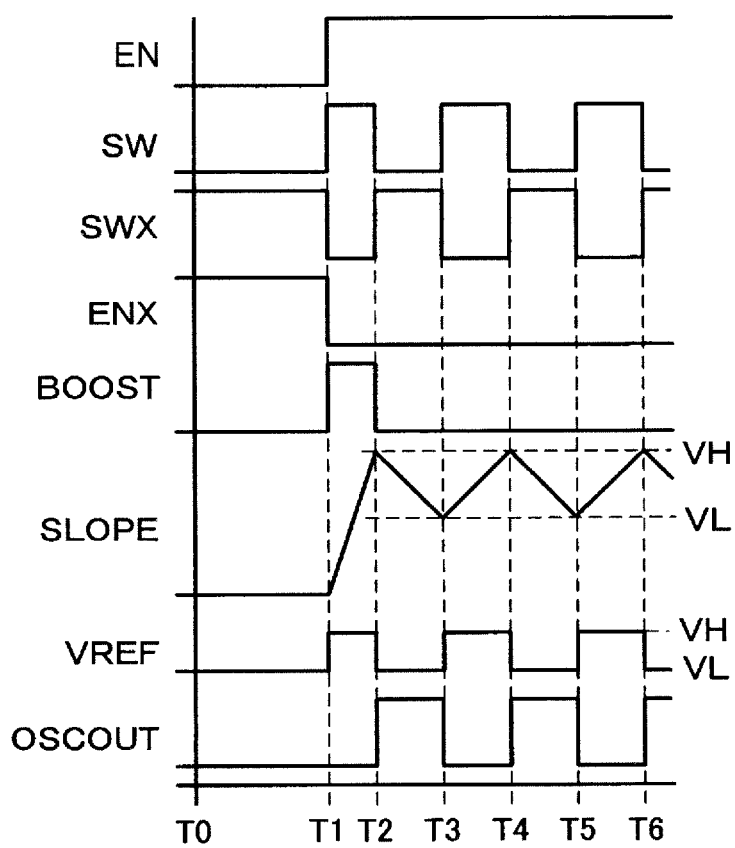 EN
SW
SWX
ENX
BOOST
VH
SLOPE
VL
VH
VREF
VL
OSCOUT
T0 T1 T2 T3 T4 T5 T6